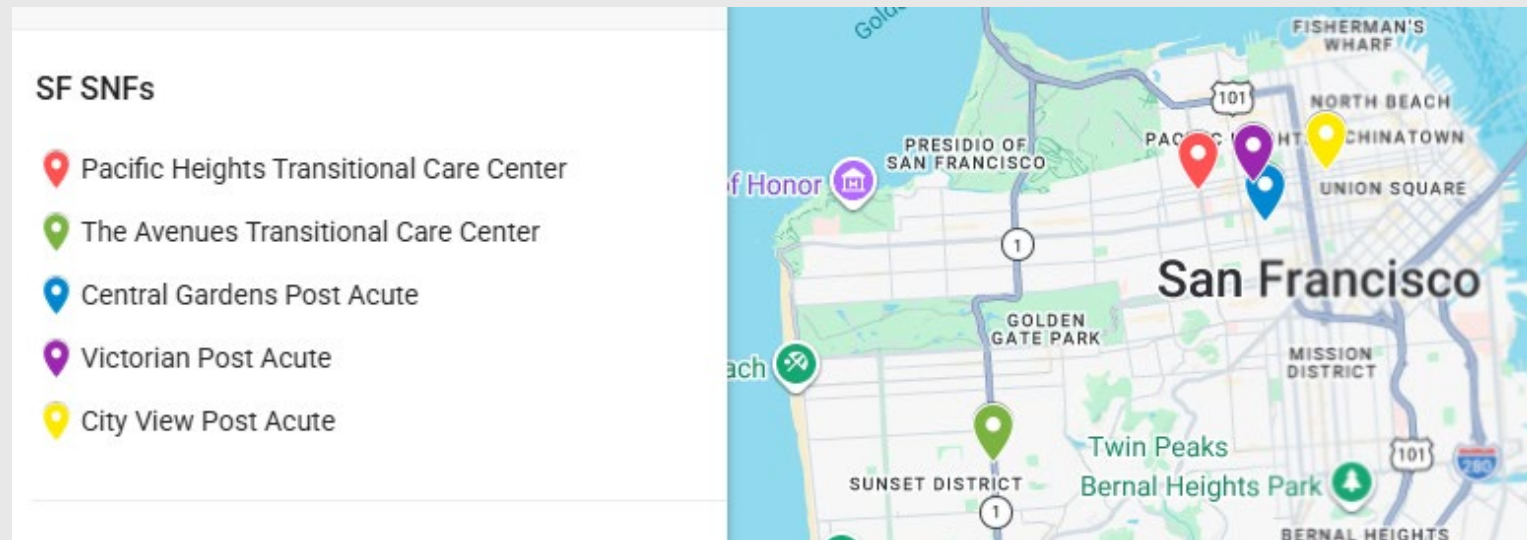 SF SNFs
Pacific Heights Transitional Care Center
The Avenues Transitional Care Center
Central Gardens Post Acute
Victorian Post Acute
City View Post Acute
FISHERMAN'S
WHARF
101
NORTH BEACH
CHINATOWN
PRESIDIO OF
SAN FRANCISCO
of Honor
UNION SQUARE
1
San Francisco
GOLDEN
GATE PARK
MISSION
DISTRICT
ach
Twin Peaks
101
280
SUNSET DISTRICT
Bernal Heights Park
1
BERNAL HEIGHTS